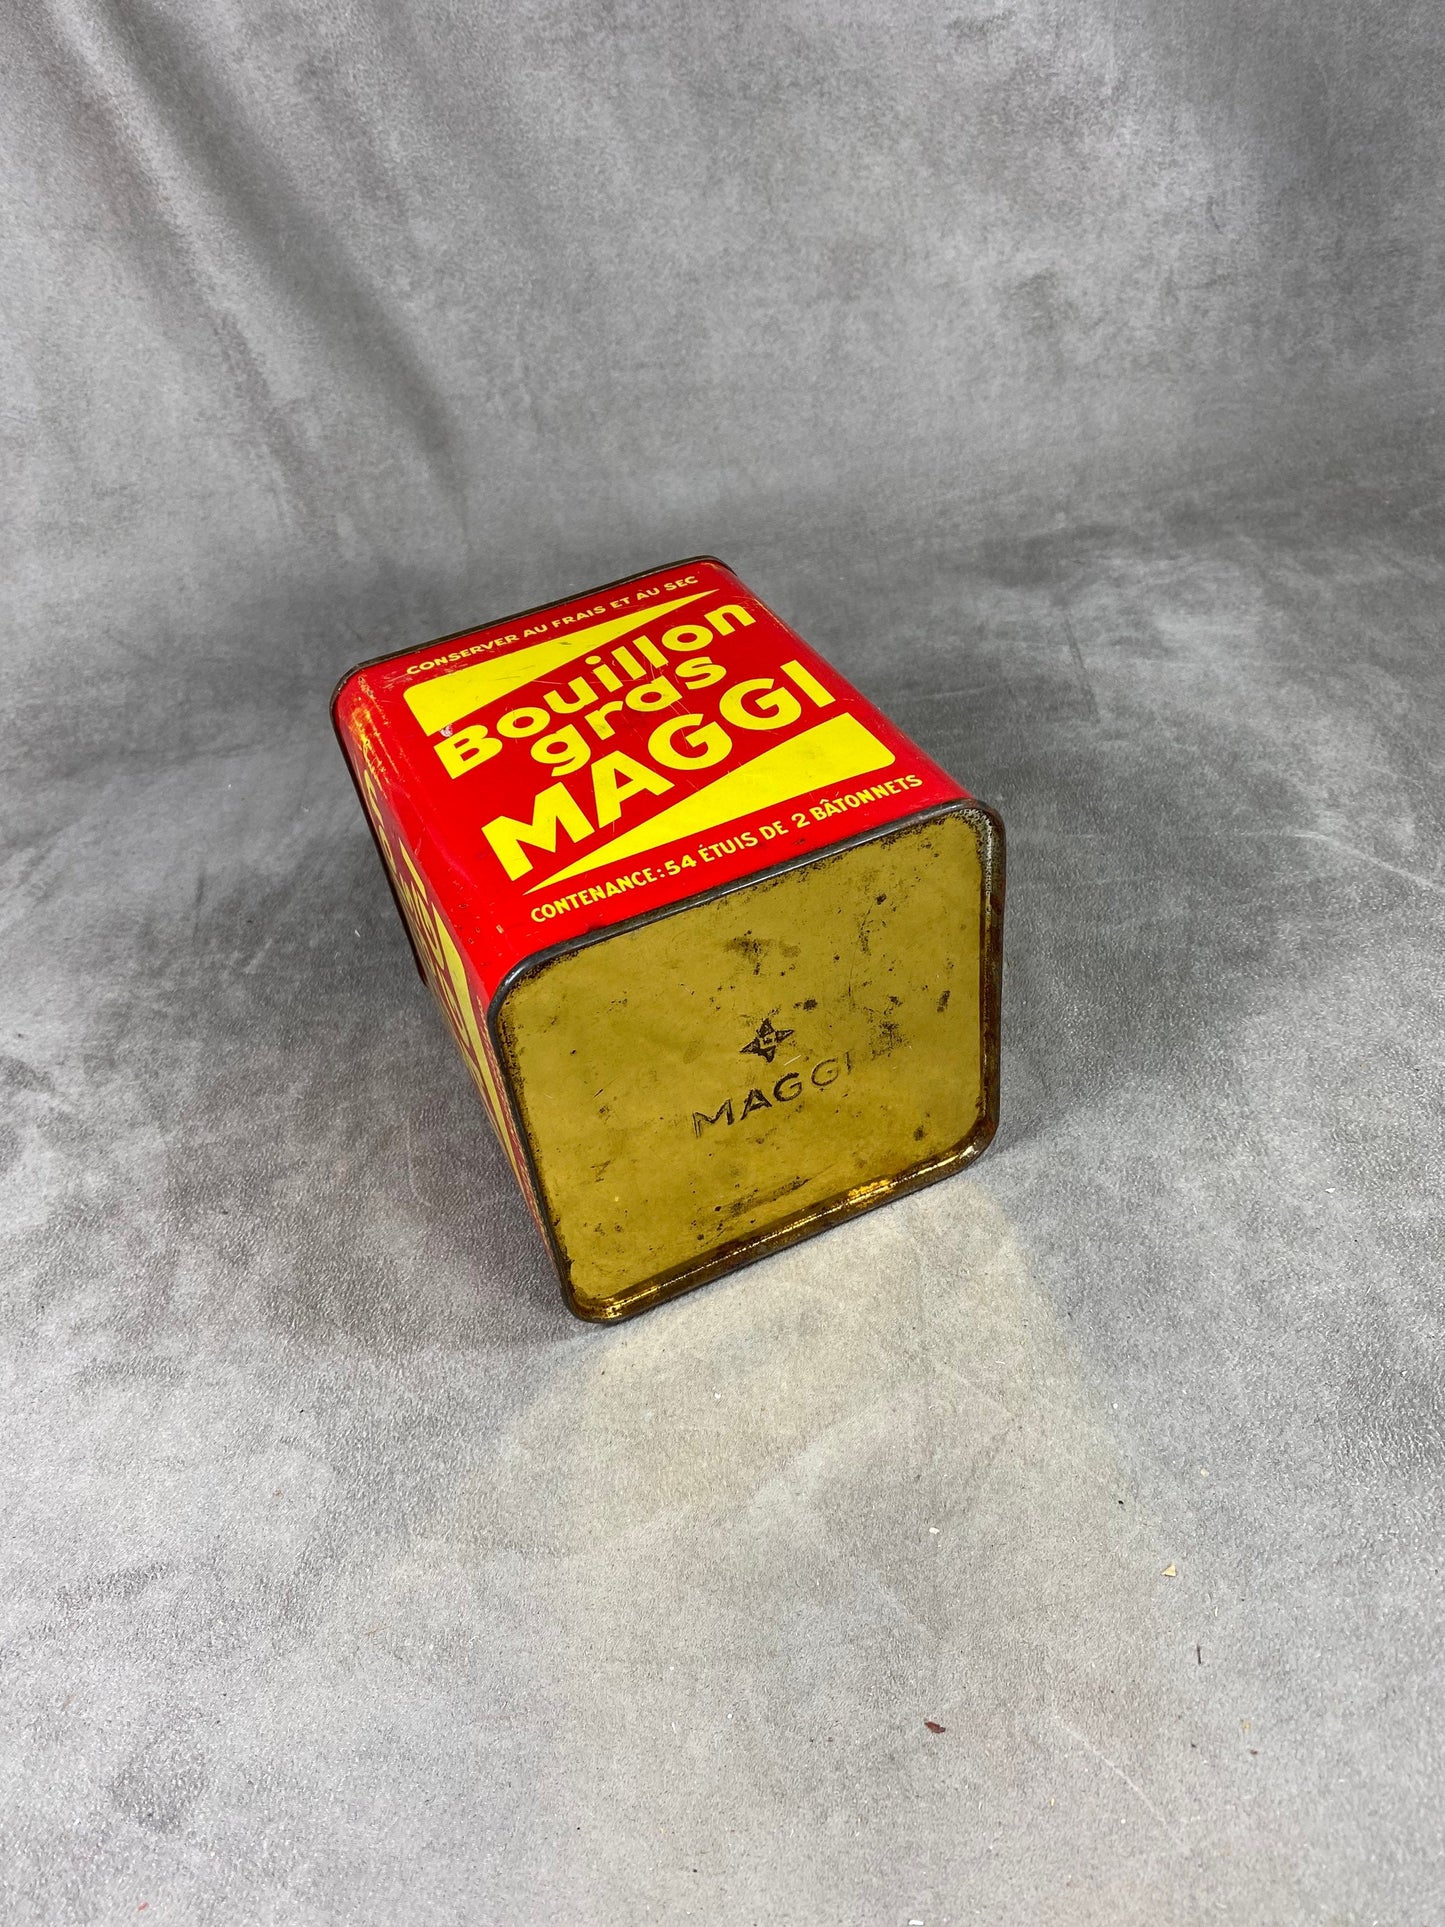 CONSERVER AU FRAIS ET AU SEC
Bouillon
gras
MAGGI
CONTENANCE: 54 ÉTUIS DE 2 BÂTONNETS
MAGGI